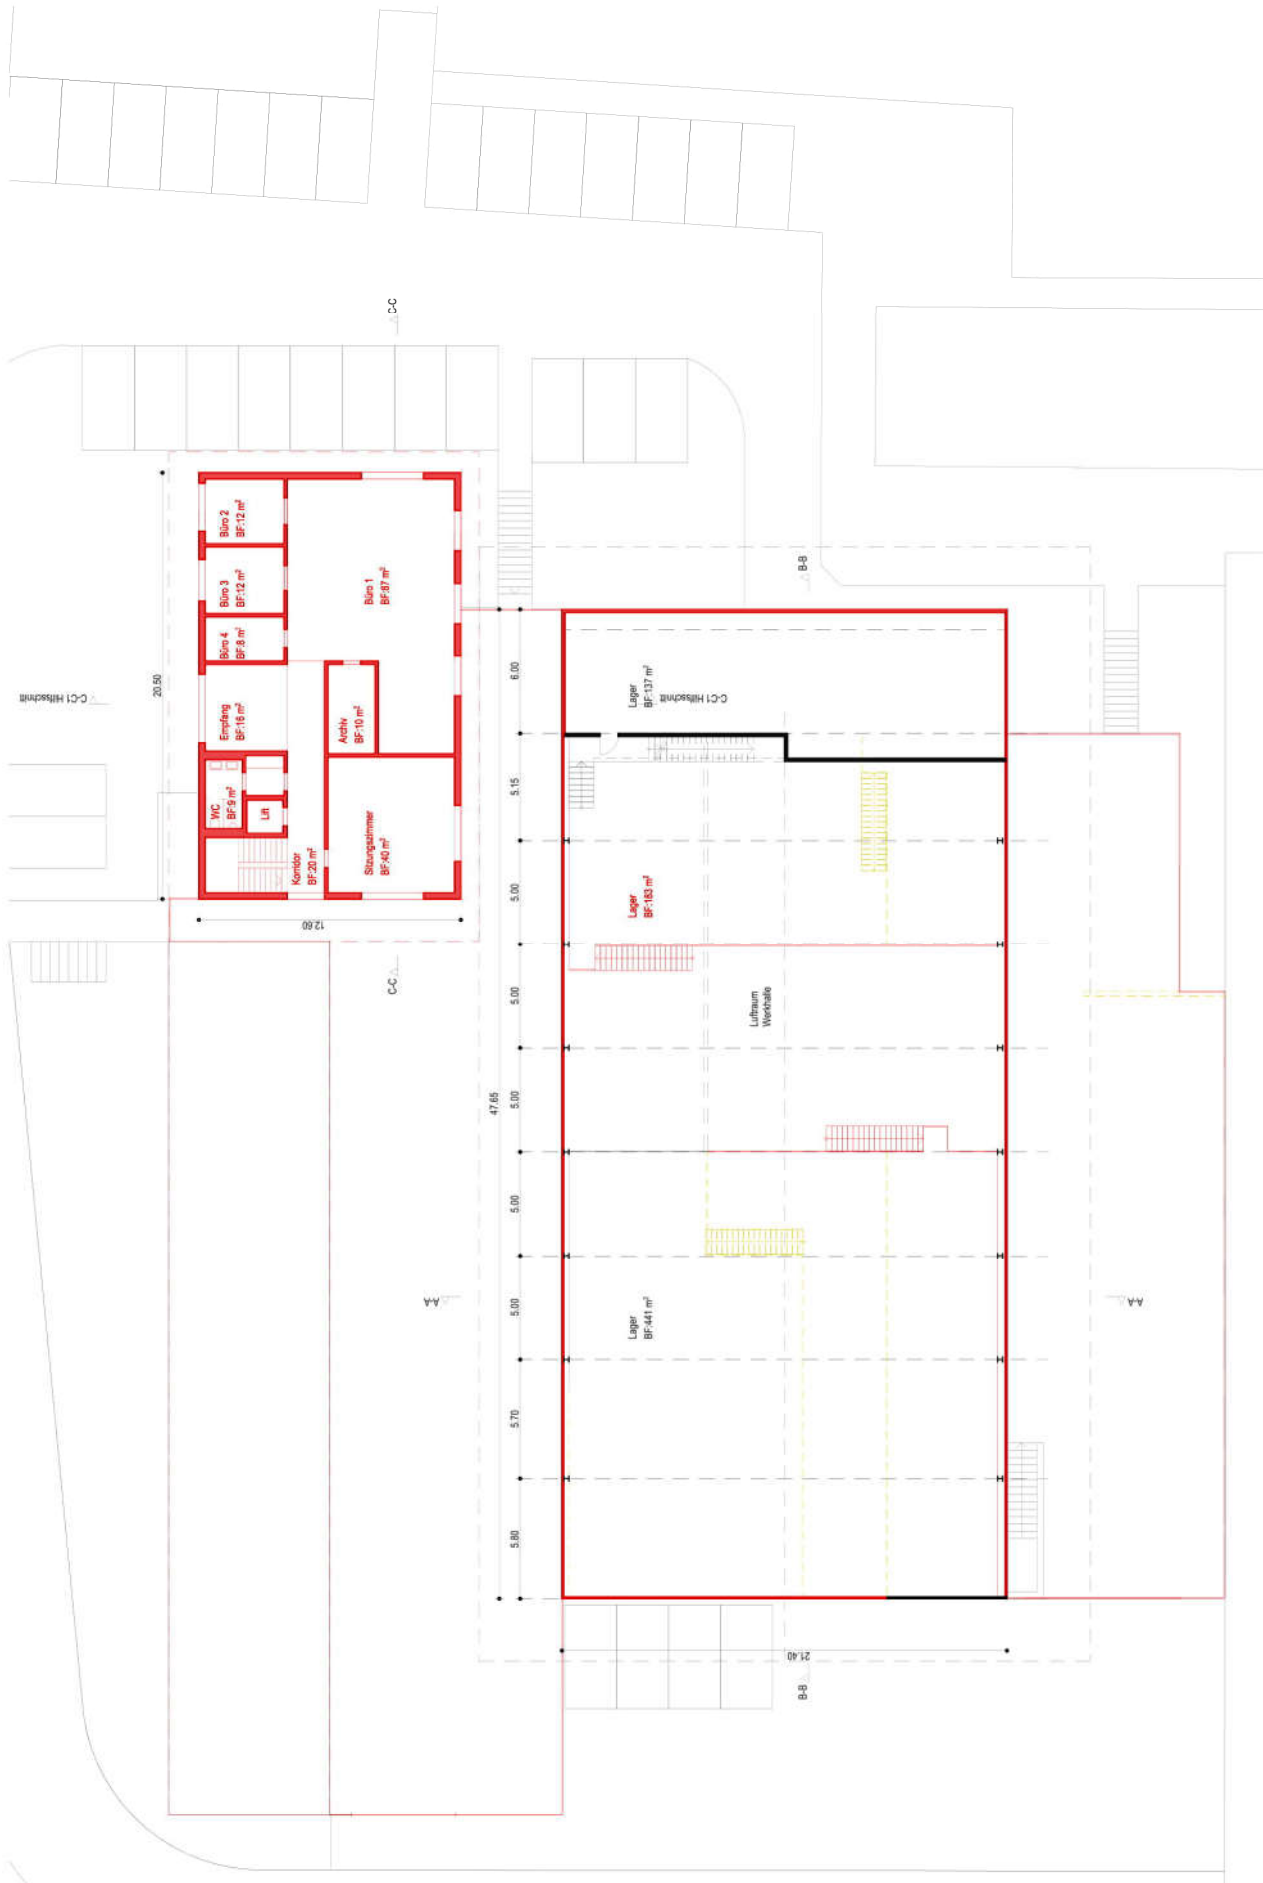 C-C
20.50
Büro 2
BF:12 m²
Büro 3
BF:12 m²
Büro 4
BF:8 m²
Empfang
BF:16 m²
WC
BF:9 m²
Lift
Korridor
BF:20 m²
Büro 1
BF:87 m²
Archiv
BF:10 m²
Sitzungszimmer
BF:40 m²
12.60
C-C1 Hilfsschnitt
C-C
B-B
47.65
6.00
5.15
5.00
5.00
5.00
5.00
5.00
5.70
5.80
Lager
BF:137 m²
C-C1 Hilfsschnitt
Lager
BF:183 m²
Luftraum
Werkhalle
Lager
BF:441 m²
A-A
A-A
21.40
B-B